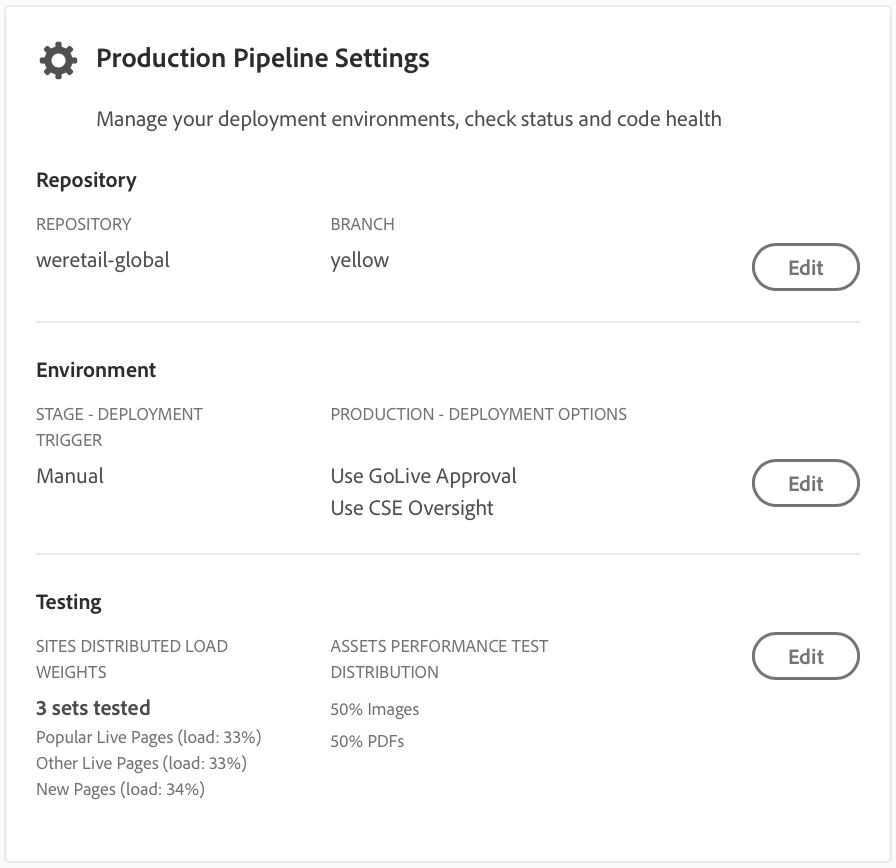 Production Pipeline Settings
Manage your deployment environments, check status and code health
Repository
REPOSITORY
BRANCH
weretail-global
yellow
Edit
Environment
STAGE - DEPLOYMENT
TRIGGER
PRODUCTION - DEPLOYMENT OPTIONS
Manual
Use GoLive Approval
Use CSE Oversight
Edit
Testing
SITES DISTRIBUTED LOAD
WEIGHTS
ASSETS PERFORMANCE TEST
DISTRIBUTION
Edit
3 sets tested
Popular Live Pages (load: 33%)
Other Live Pages (load: 33%)
New Pages (load: 34%)
50% Images
50% PDFs